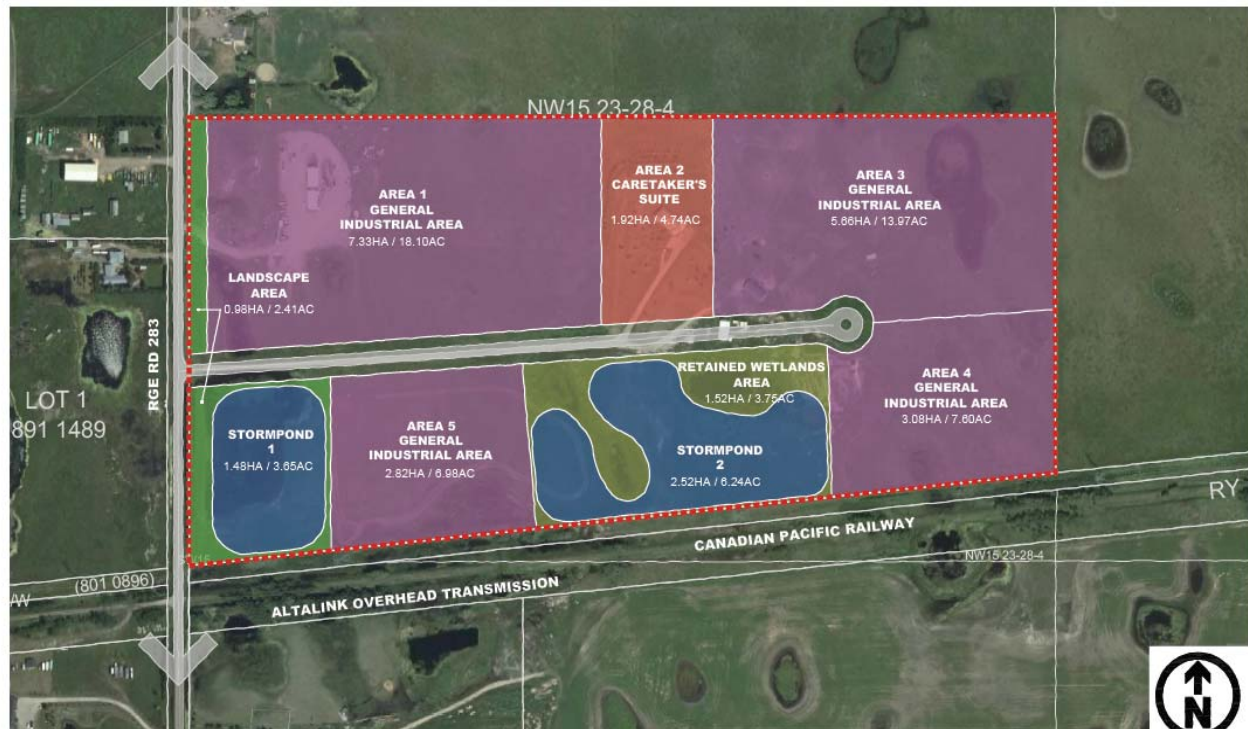 NW15 23-28-4
AREA 1
GENERAL
INDUSTRIAL AREA
7.33HA / 18.10AC
AREA 2
CARETAKER'S
SUITE
1.92HA / 4.74AC
AREA 3
GENERAL
INDUSTRIAL AREA
5.66HA / 13.97AC
LANDSCAPE
AREA
0.98HA / 2.41AC
RGE RD 283
LOT 1
891 1489
STORMPOND
1
1.48HA / 3.65AC
AREA 5
GENERAL
INDUSTRIAL AREA
2.82HA / 6.98AC
RETAINED WETLANDS
AREA
1.52HA / 3.75AC
STORMPOND
2
2.52HA / 6.24AC
AREA 4
GENERAL
INDUSTRIAL AREA
3.08HA / 7.60AC
RY
CANADIAN PACIFIC RAILWAY
NW15 23-28-4
(801 0896)
ALTALINK OVERHEAD TRANSMISSION
N